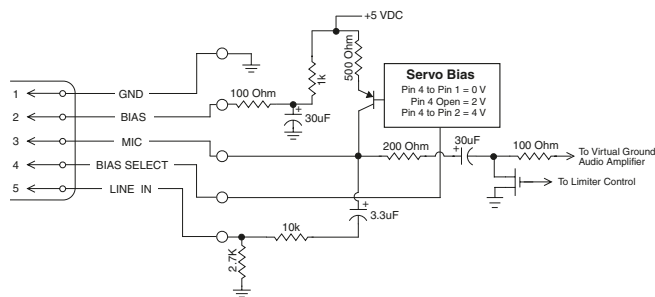 +5 VDC
500 Ohm
1k
Servo Bias
Pin 4 to Pin 1 = 0 V
Pin 4 Open = 2 V
Pin 4 to Pin 2 = 4 V
1 GND
100 Ohm
2 BIAS
+
30uF
3 MIC
200 Ohm
30uF
+
100 Ohm
To Virtual Ground
Audio Amplifier
4 BIAS SELECT
To Limiter Control
5 LINE IN
+
3.3uF
10k
2.7K